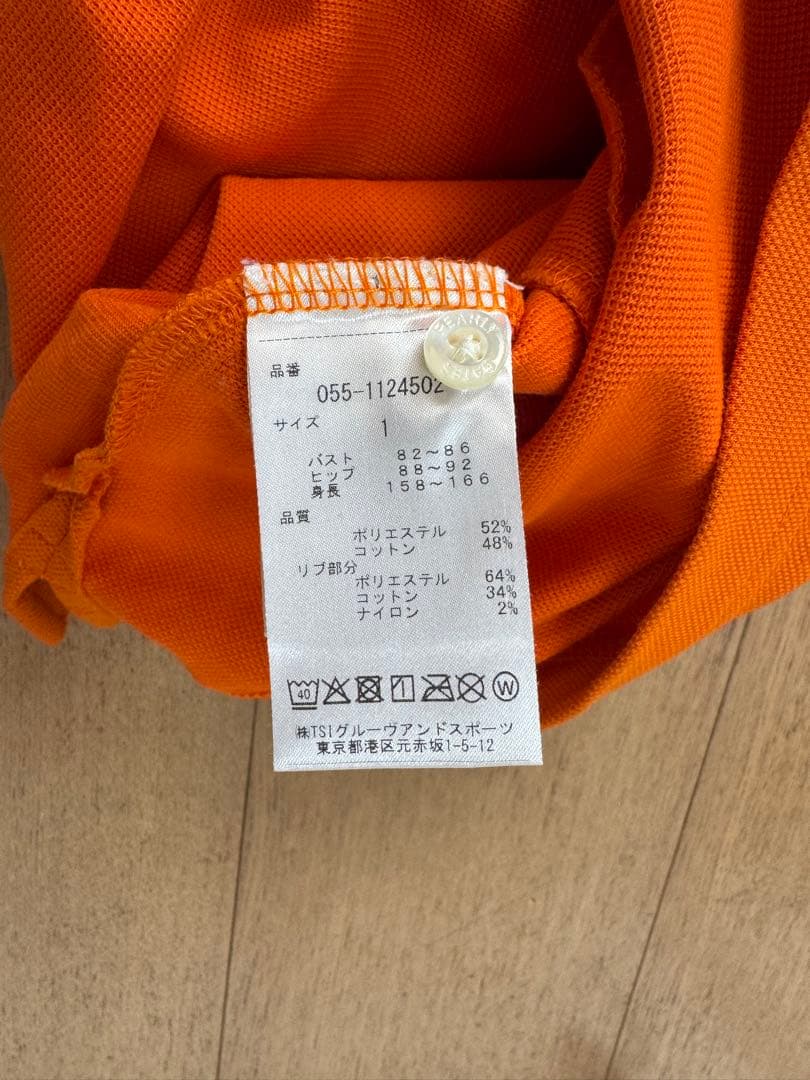 PEARLY
GATES
品番
055-1124502
サイズ
1
バスト 82～86
ヒップ 88～92
身長 158～166
品質
ポリエステル 52%
コットン 48%
リブ部分
ポリエステル 64%
コットン 34%
ナイロン 2%
40
W
㈱TSIグルーヴアンドスポーツ
東京都港区元赤坂1-5-12